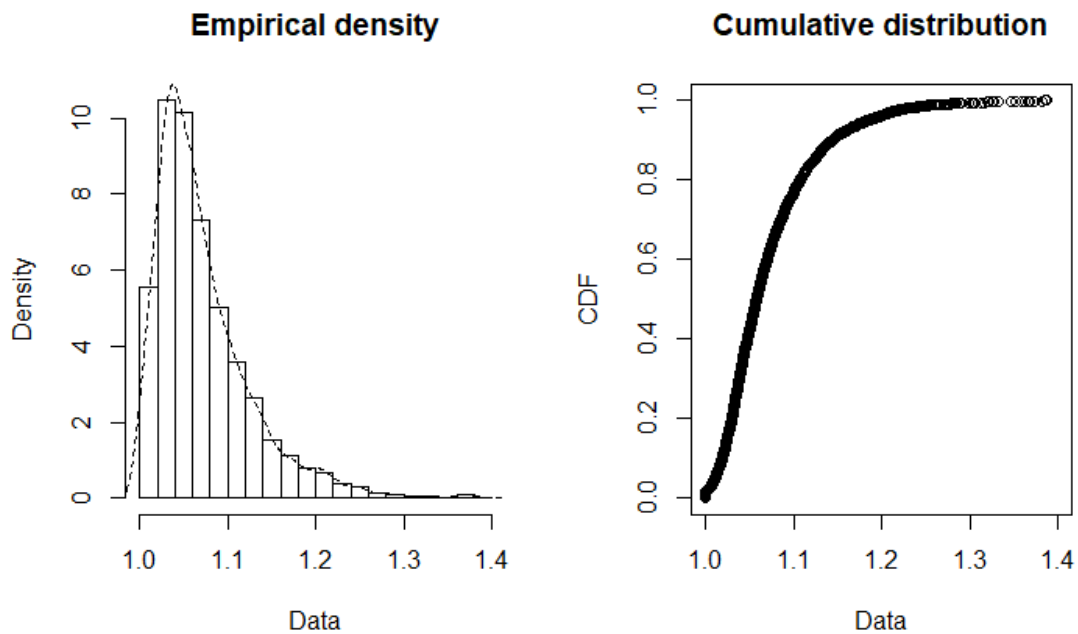 Empirical density
Density
0 2 4 6 8 10
1.0 1.1 1.2 1.3 1.4
Data
Cumulative distribution
CDF
0.0 0.2 0.4 0.6 0.8 1.0
1.0 1.1 1.2 1.3 1.4
Data